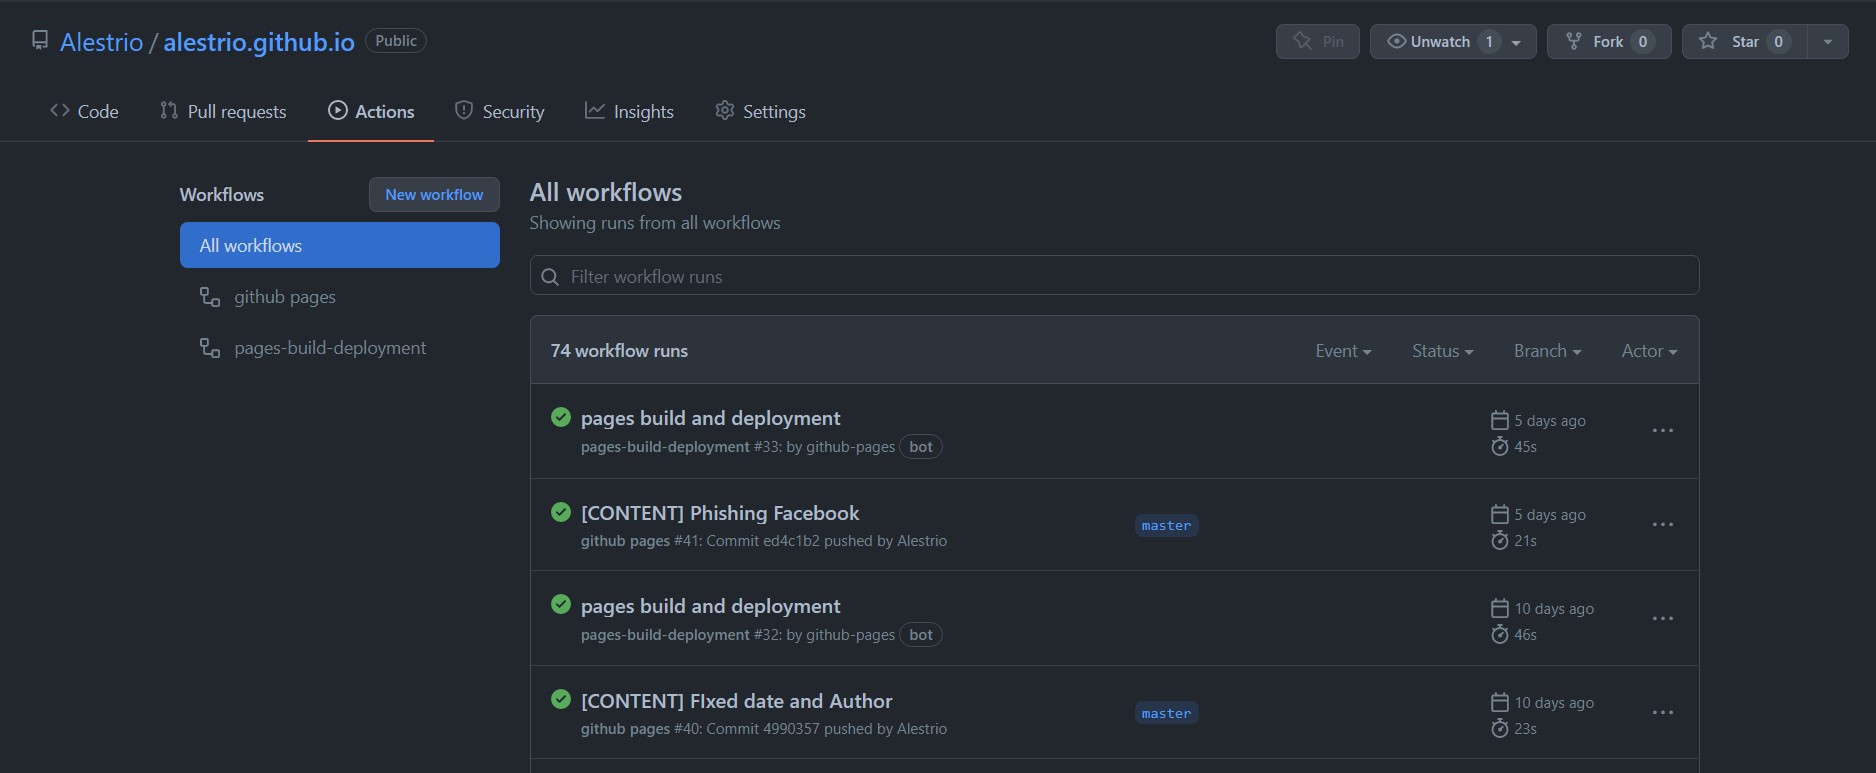 Alestrio / alestrio.github.io Public
Pin Unwatch 1 Fork 0 Star 0
Code Pull requests Actions Security Insights Settings
Workflows New workflow
All workflows
github pages
pages-build-deployment
All workflows
Showing runs from all workflows
Filter workflow runs
74 workflow runs Event Status Branch Actor
pages build and deployment
pages-build-deployment #33: by github-pages bot
5 days ago
45s
[CONTENT] Phishing Facebook
github pages #41: Commit ed4c1b2 pushed by Alestrio
master
5 days ago
21s
pages build and deployment
pages-build-deployment #32: by github-pages bot
10 days ago
46s
[CONTENT] FIxed date and Author
github pages #40: Commit 4990357 pushed by Alestrio
master
10 days ago
23s